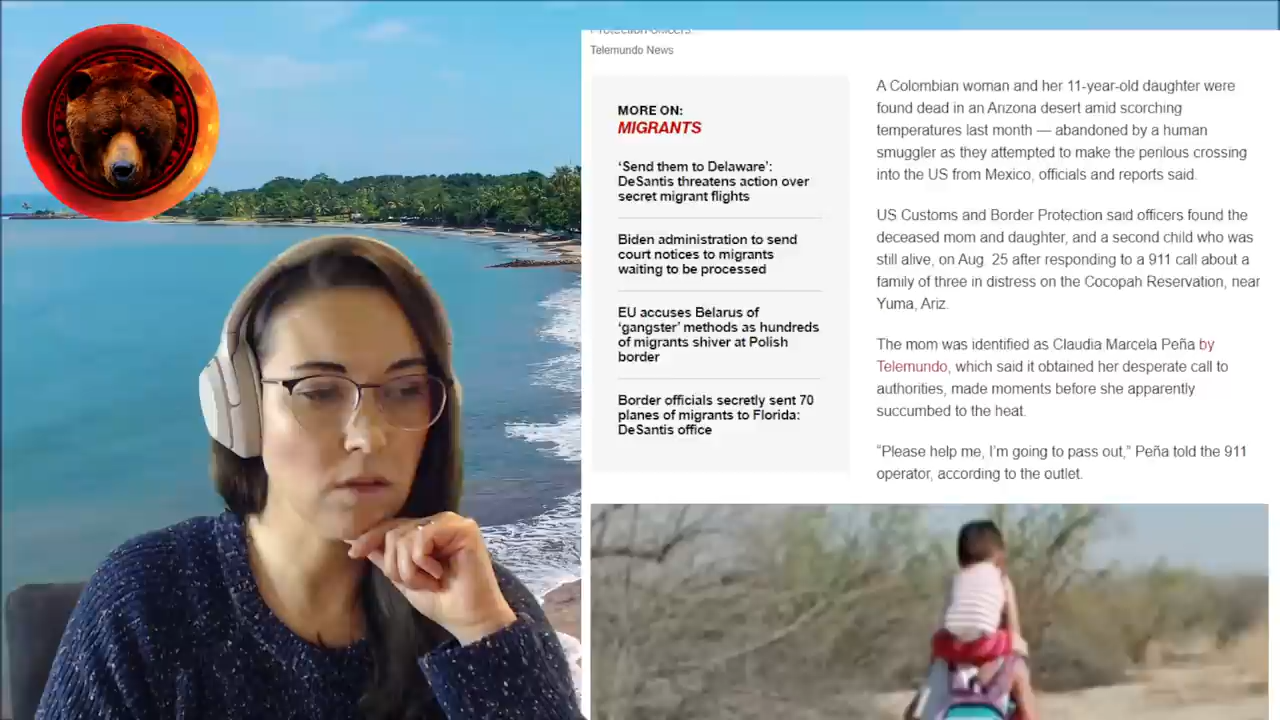 Protection officers.
Telemundo News
MORE ON:
MIGRANTS
‘Send them to Delaware’:
DeSantis threatens action over
secret migrant flights
Biden administration to send
court notices to migrants
waiting to be processed
EU accuses Belarus of
‘gangster’ methods as hundreds
of migrants shiver at Polish
border
Border officials secretly sent 70
planes of migrants to Florida:
DeSantis office
A Colombian woman and her 11-year-old daughter were
found dead in an Arizona desert amid scorching
temperatures last month — abandoned by a human
smuggler as they attempted to make the perilous crossing
into the US from Mexico, officials and reports said.
US Customs and Border Protection said officers found the
deceased mom and daughter, and a second child who was
still alive, on Aug. 25 after responding to a 911 call about a
family of three in distress on the Cocopah Reservation, near
Yuma, Ariz.
The mom was identified as Claudia Marcela Peña by
Telemundo, which said it obtained her desperate call to
authorities, made moments before she apparently
succumbed to the heat.
“Please help me, I’m going to pass out,” Peña told the 911
operator, according to the outlet.